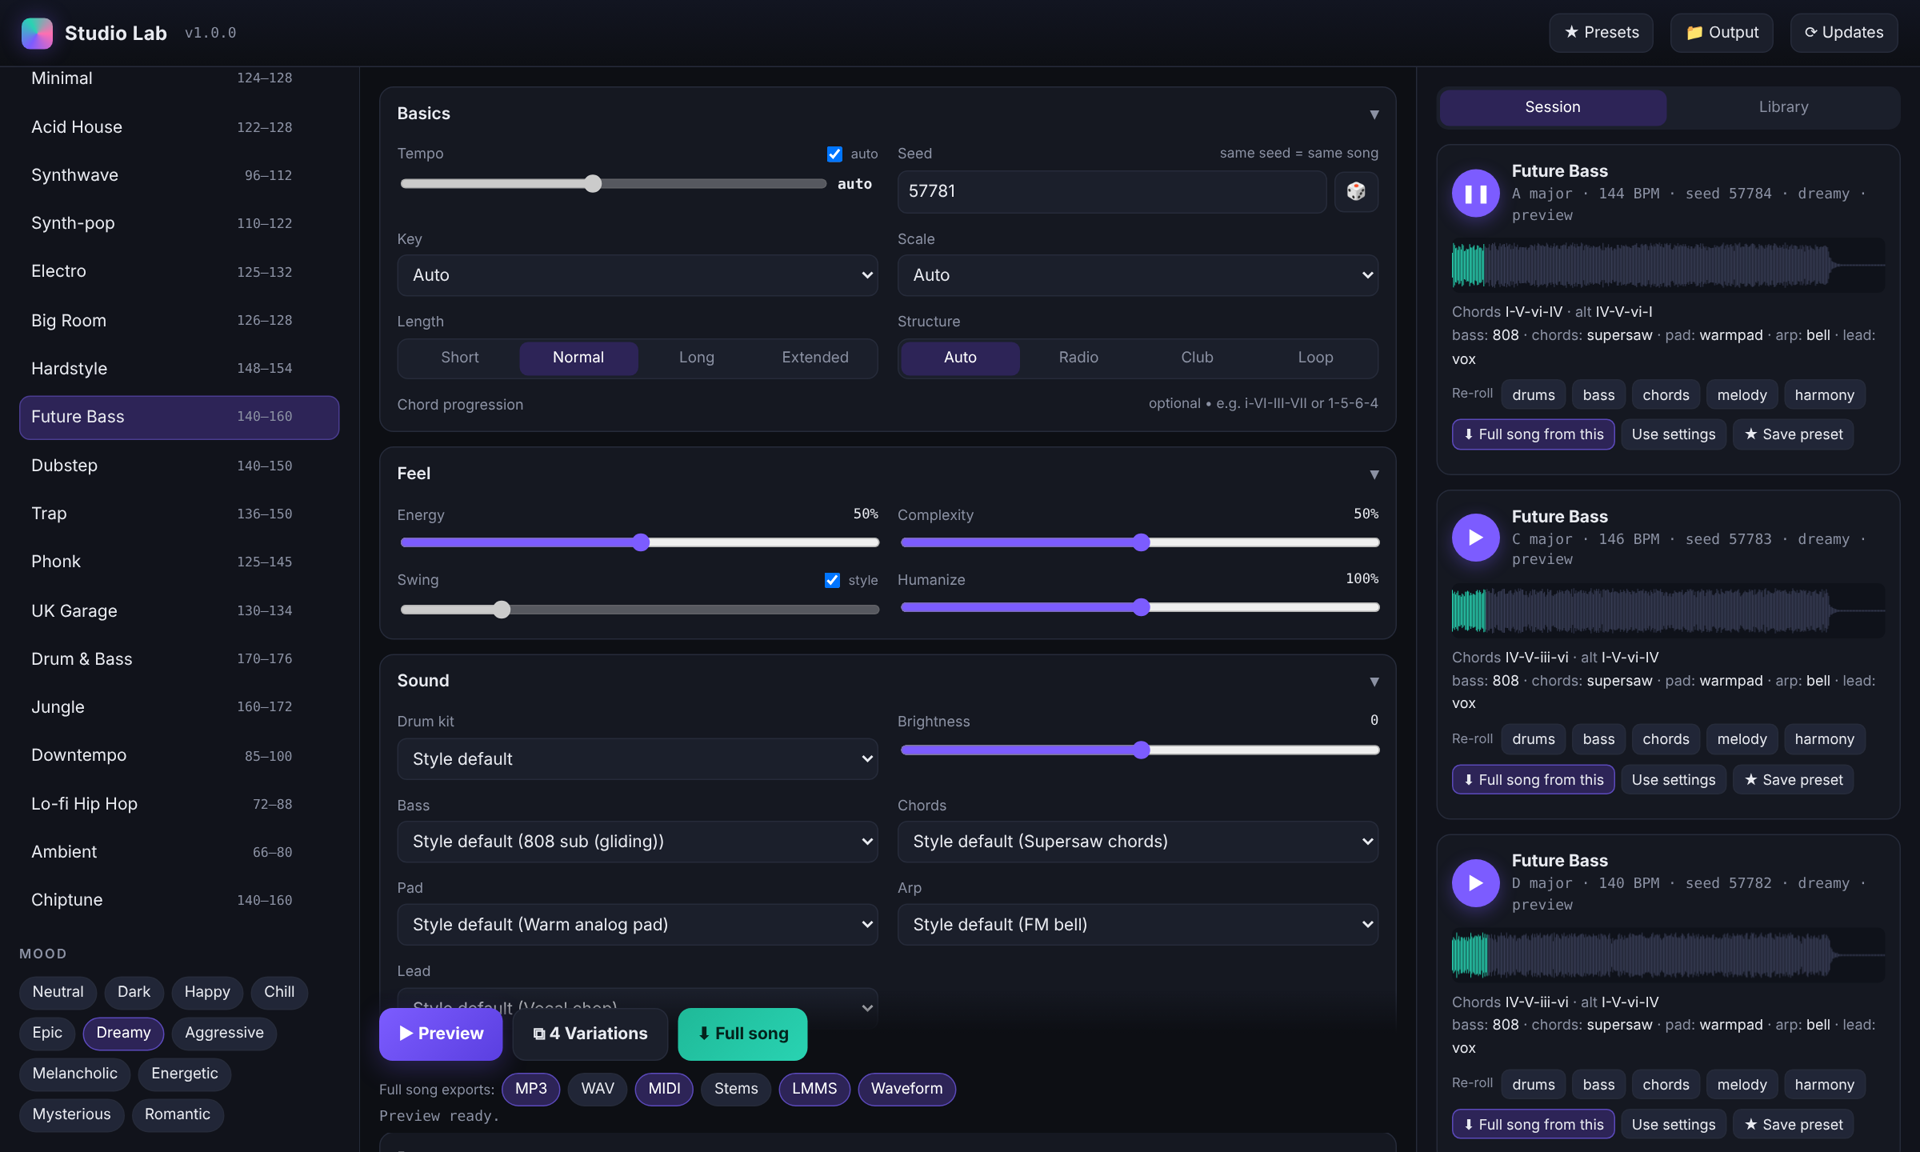 Studio Lab v1.0.0
★ Presets
📁 Output
⟳ Updates
Minimal 124–128
Acid House 122–128
Synthwave 96–112
Synth-pop 110–122
Electro 125–132
Big Room 126–128
Hardstyle 148–154
Future Bass 140–160
Dubstep 140–150
Trap 136–150
Phonk 125–145
UK Garage 130–134
Drum & Bass 170–176
Jungle 160–172
Downtempo 85–100
Lo-fi Hip Hop 72–88
Ambient 66–80
Chiptune 140–160
MOOD
Neutral Dark Happy Chill
Epic Dreamy Aggressive
Melancholic Energetic
Mysterious Romantic
Basics ▼
Tempo auto
auto
Seed same seed = same song
57781
Key
Auto
Scale
Auto
Length
Short Normal Long Extended
Structure
Auto Radio Club Loop
Chord progression optional • e.g. i-VI-III-VII or 1-5-6-4
Feel ▼
Energy 50%
Complexity 50%
Swing style
Humanize 100%
Sound ▼
Drum kit
Style default
Brightness 0
Bass
Style default (808 sub (gliding))
Chords
Style default (Supersaw chords)
Pad
Style default (Warm analog pad)
Arp
Style default (FM bell)
Lead
Style default (Vocal chop)
▶ Preview
⧉ 4 Variations
⬇ Full song
Full song exports: MP3 WAV MIDI Stems LMMS Waveform
Preview ready.
Session Library
Future Bass
A major · 144 BPM · seed 57784 · dreamy ·
preview
Chords I-V-vi-IV · alt IV-V-vi-I
bass: 808 · chords: supersaw · pad: warmpad · arp: bell · lead:
vox
Re-roll drums bass chords melody harmony
⬇ Full song from this Use settings ★ Save preset
Future Bass
C major · 146 BPM · seed 57783 · dreamy ·
preview
Chords IV-V-iii-vi · alt I-V-vi-IV
bass: 808 · chords: supersaw · pad: warmpad · arp: bell · lead:
vox
Re-roll drums bass chords melody harmony
⬇ Full song from this Use settings ★ Save preset
Future Bass
D major · 140 BPM · seed 57782 · dreamy ·
preview
Chords IV-V-iii-vi · alt I-V-vi-IV
bass: 808 · chords: supersaw · pad: warmpad · arp: bell · lead:
vox
Re-roll drums bass chords melody harmony
⬇ Full song from this Use settings ★ Save preset